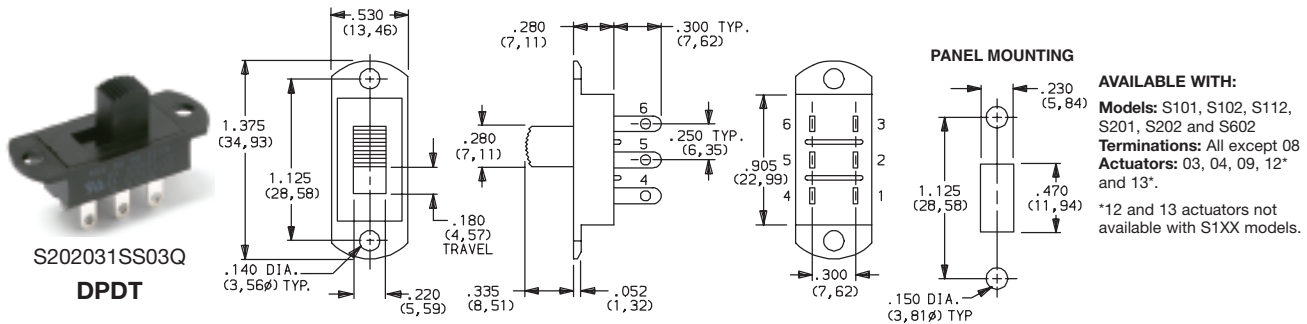 S202031SS03Q
DPDT
.530
(13,46)
1.375
(34,93)
1.125
(28,58)
.180
(4,57)
TRAVEL
.140 DIA.
(3,56ø) TYP.
.220
(5,59)
.280
(7,11)
.300 TYP.
(7,62)
.280
(7,11)
6
5
4
.250 TYP.
(6,35)
.335
(8,51)
.052
(1,32)
.905
(22,99)
6
3
5
2
4
1
.300
(7,62)
PANEL MOUNTING
.230
(5,84)
1.125
(28,58)
.470
(11,94)
.150 DIA.
(3,81ø) TYP
AVAILABLE WITH:
Models: S101, S102, S112,
S201, S202 and S602
Terminations: All except 08
Actuators: 03, 04, 09, 12*
and 13*.
*12 and 13 actuators not
available with S1XX models.